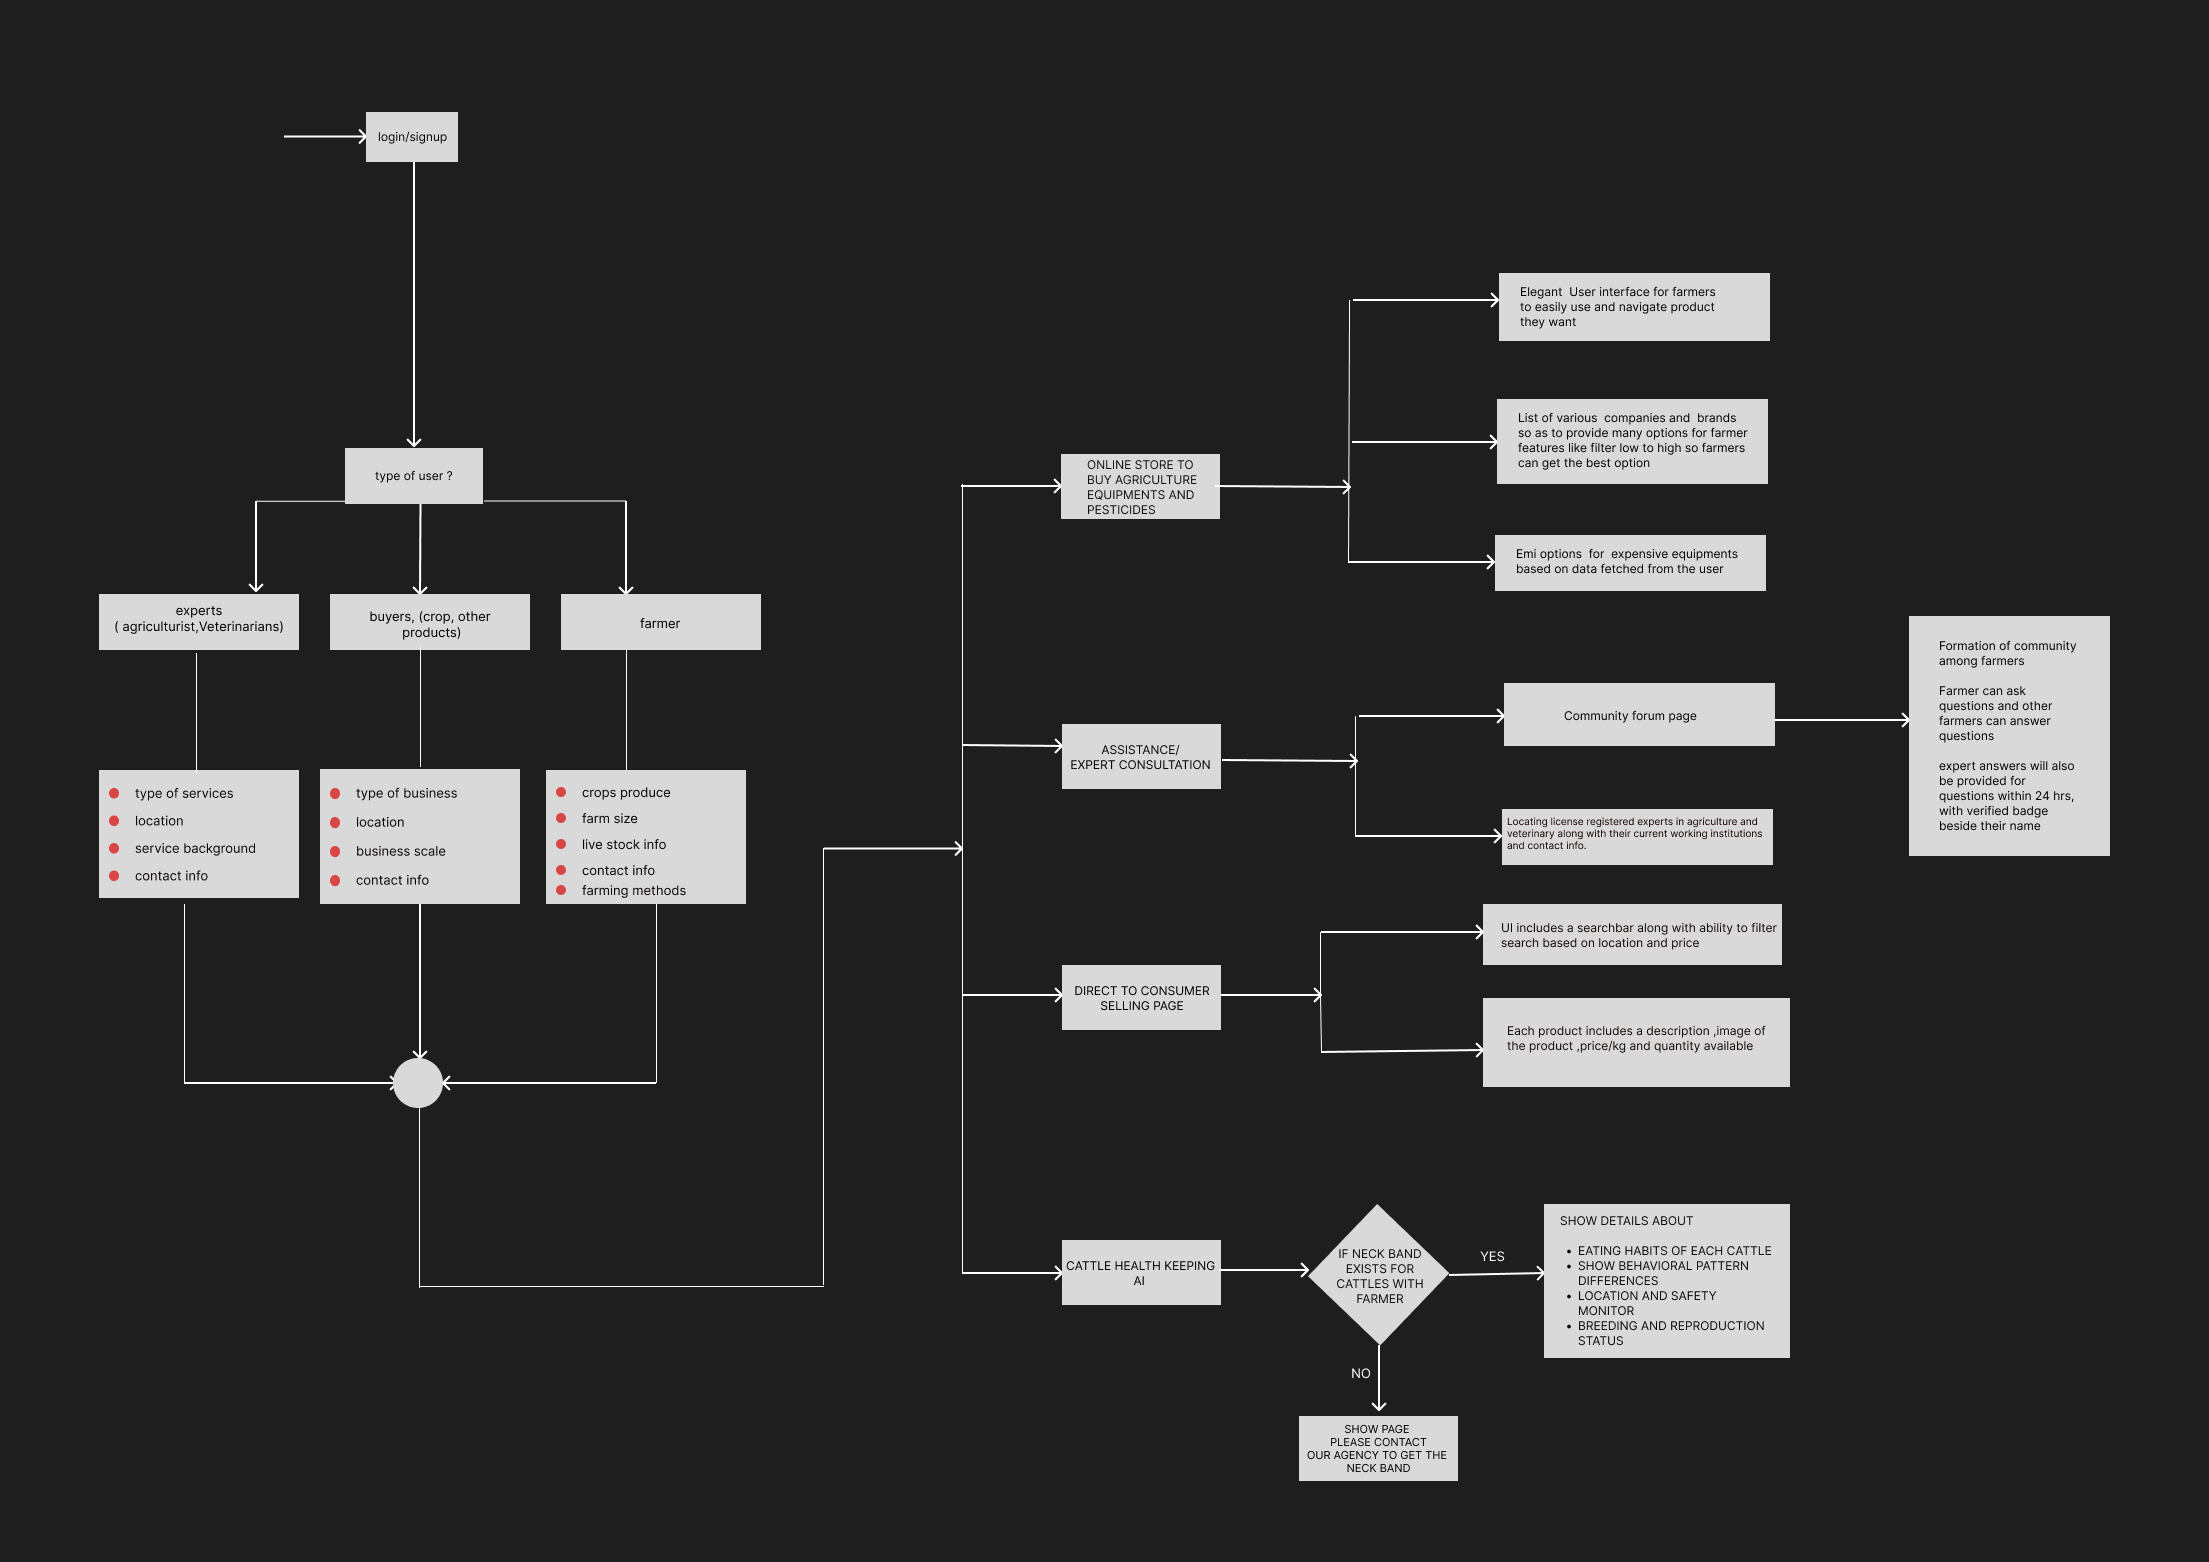 login/signup
type of user ?
experts
( agriculturist,Veterinarians)
buyers, (crop, other
products)
farmer
type of services
location
service background
contact info
type of business
location
business scale
contact info
crops produce
farm size
live stock info
contact info
farming methods
ONLINE STORE TO
BUY AGRICULTURE
EQUIPMENTS AND
PESTICIDES
Elegant  User interface for farmers
to easily use and navigate product
they want
List of various  companies and  brands
so as to provide many options for farmer
features like filter low to high so farmers
can get the best option
Emi options  for  expensive equipments
based on data fetched from the user
ASSISTANCE/
EXPERT CONSULTATION
Community forum page
Formation of community
among farmers
Farmer can ask
questions and other
farmers can answer
questions
expert answers will also
be provided for
questions within 24 hrs,
with verified badge
beside their name
Locating license registered experts in agriculture and
veterinary along with their current working institutions
and contact info.
DIRECT TO CONSUMER
SELLING PAGE
UI includes a searchbar along with ability to filter
search based on location and price
Each product includes a description ,image of
the product ,price/kg and quantity available
CATTLE HEALTH KEEPING
AI
IF NECK BAND
EXISTS FOR
CATTLES WITH
FARMER
YES
SHOW DETAILS ABOUT
• EATING HABITS OF EACH CATTLE
• SHOW BEHAVIORAL PATTERN
DIFFERENCES
• LOCATION AND SAFETY
MONITOR
• BREEDING AND REPRODUCTION
STATUS
NO
SHOW PAGE
PLEASE CONTACT
OUR AGENCY TO GET THE
NECK BAND